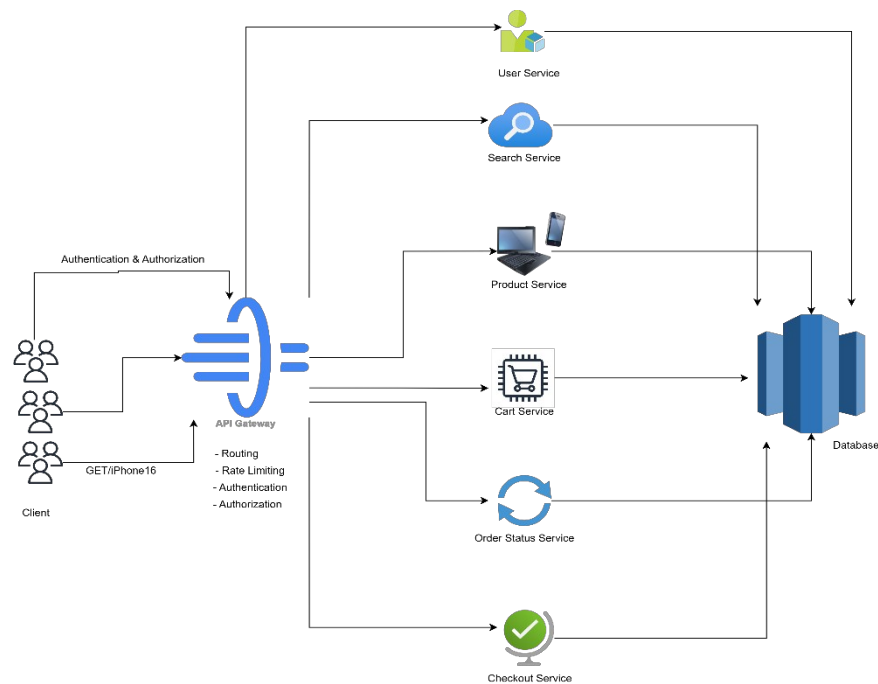 User Service
Search Service
Authentication & Authorization
Product Service
Cart Service
API Gateway
Database
- Routing
GET/iPhone16
- Rate Limiting
- Authentication
- Authorization
Client
Order Status Service
Checkout Service